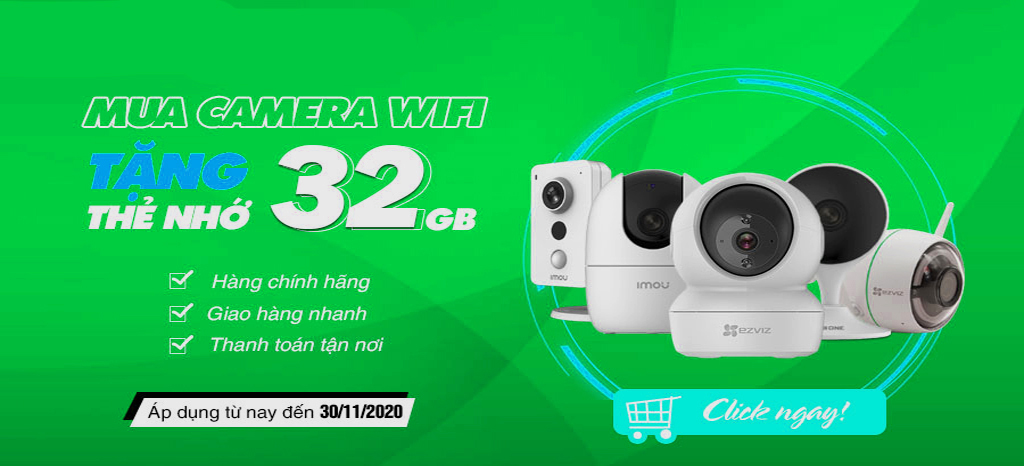 MUA CAMERA WIFI
TẶNG
THẺ NHỚ
32GB
Hàng chính hãng
Giao hàng nhanh
Thanh toán tận nơi
Áp dụng từ nay đến 30/11/2020
imou
imou
ezviz
ezviz
Click ngay!